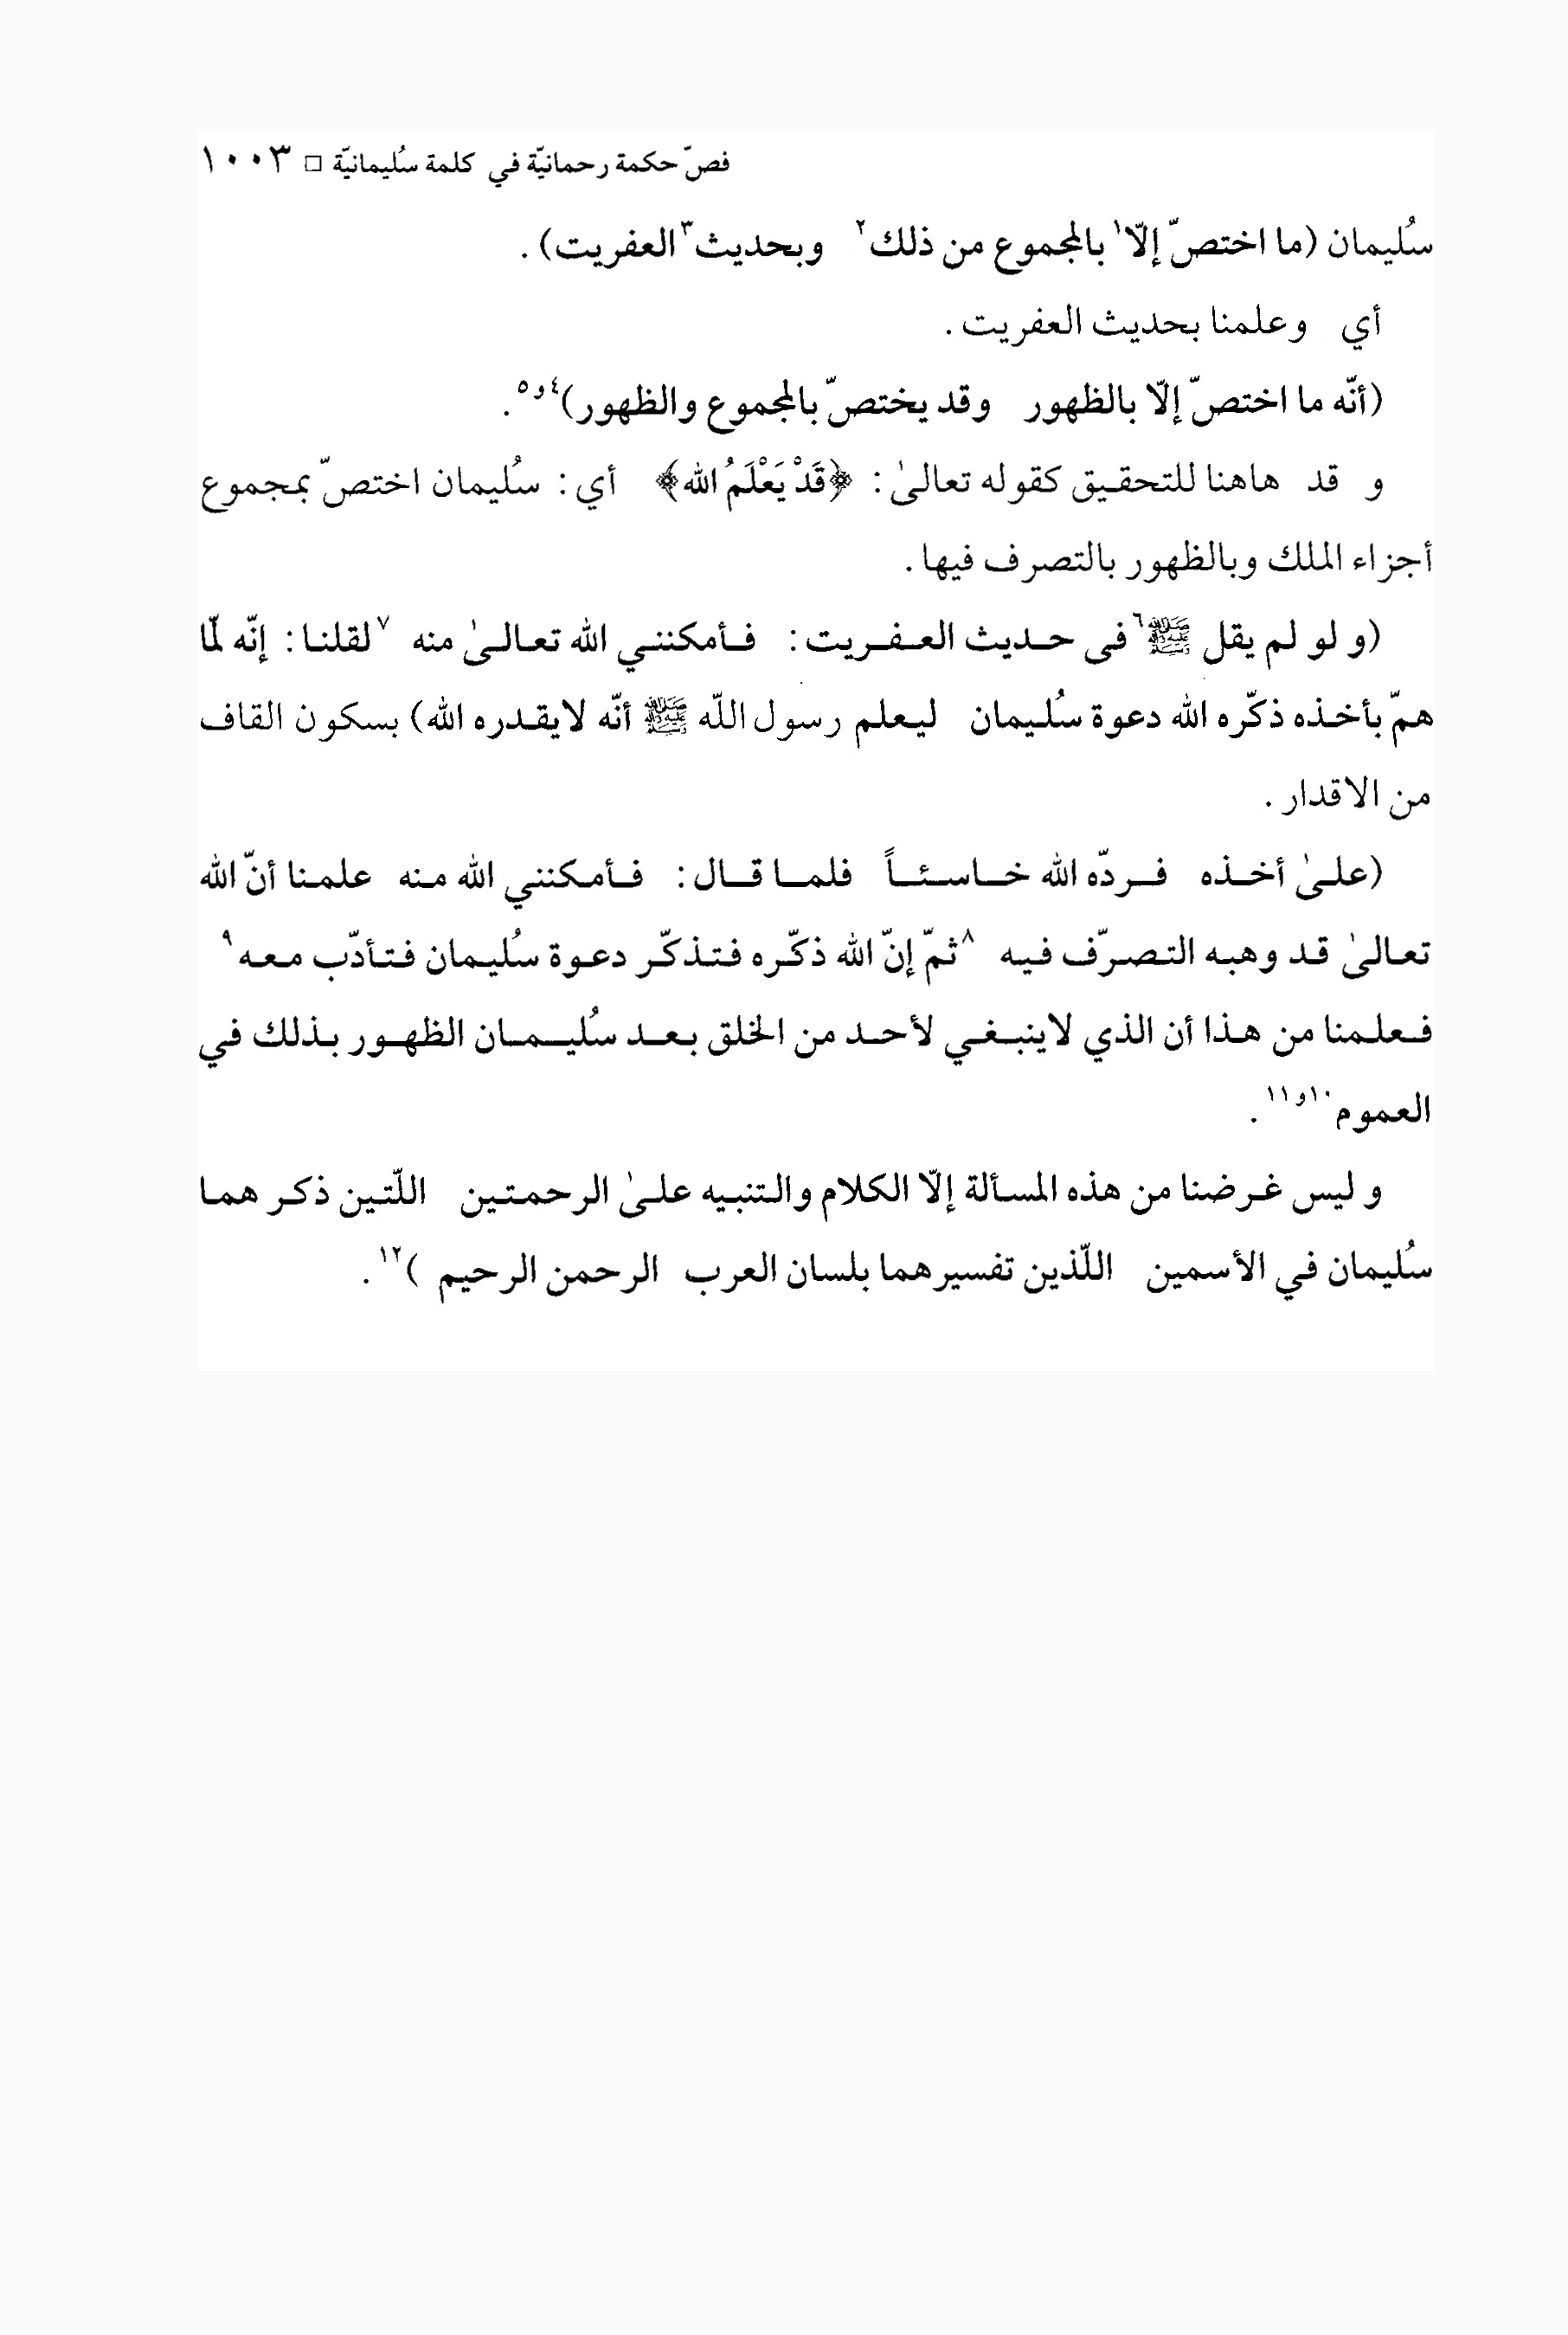 فصّ حكمة رحمانيّة في كلمة سُليمانيّة □ ١٠٠٣
سُليمان (ما اختصّ إلّا١ بالمجموع من ذلك٢ وبحديث٣ العفريت) .
أي وعلمنا بحديث العفريت .
(أنّه ما اختصّ إلّا بالظهور وقد يختصّ بالمجموع والظهور)٤و٥ .
و قد هاهنا للتحقيق كقوله تعالىٰ : ﴿قَدْ يَعْلَمُ الله﴾ أي : سُليمان اختصّ بمجموع
أجزاء الملك وبالظهور بالتصرف فيها .
(و لو لم يقل ﷺ٦ فى حديث العفريت : فأمكنني الله تعالىٰ منه ٧ لقلنا : إنّه لمّا
همّ بأخذه ذكّره الله دعوة سُليمان ليعلم رسول اللّه ﷺ أنّه لايقدره الله) بسكون القاف
من الاقدار .
(علىٰ أخذه فردّه الله خاسئاً فلما قال : فأمكنني الله منه علمنا أنّ الله
تعالىٰ قد وهبه التصرّف فيه ٨ ثمّ إنّ الله ذكّره فتذكّر دعوة سُليمان فتأدّب معه٩
فعلمنا من هذا أن الذي لاينبغي لأحد من الخلق بعد سُليمان الظهور بذلك في
العموم١٠و١١ .
و ليس غرضنا من هذه المسألة إلّا الكلام والتنبيه علىٰ الرحمتين اللّتين ذكر هما
سُليمان في الأسمين اللّذين تفسيرهما بلسان العرب الرحمن الرحيم )١٢ .